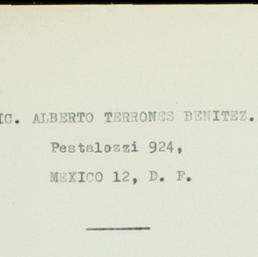 IC. ALBERTO TERRONES BENITEZ.
Pestalozzi 924,
MEXICO 12, D. F.